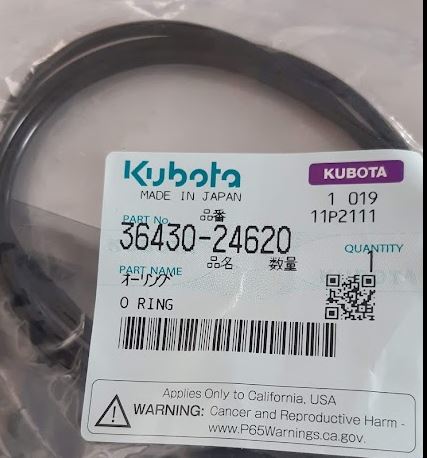 Kubota KUBOTA
MADE IN JAPAN 1 019
PART No. 品番 11P2111
36430-24620
品名 数量 QUANTITY
PART NAME 1
オーリング
O RING
Applies Only to California, USA
WARNING: Cancer and Reproductive Harm -
www.P65Warnings.ca.gov.